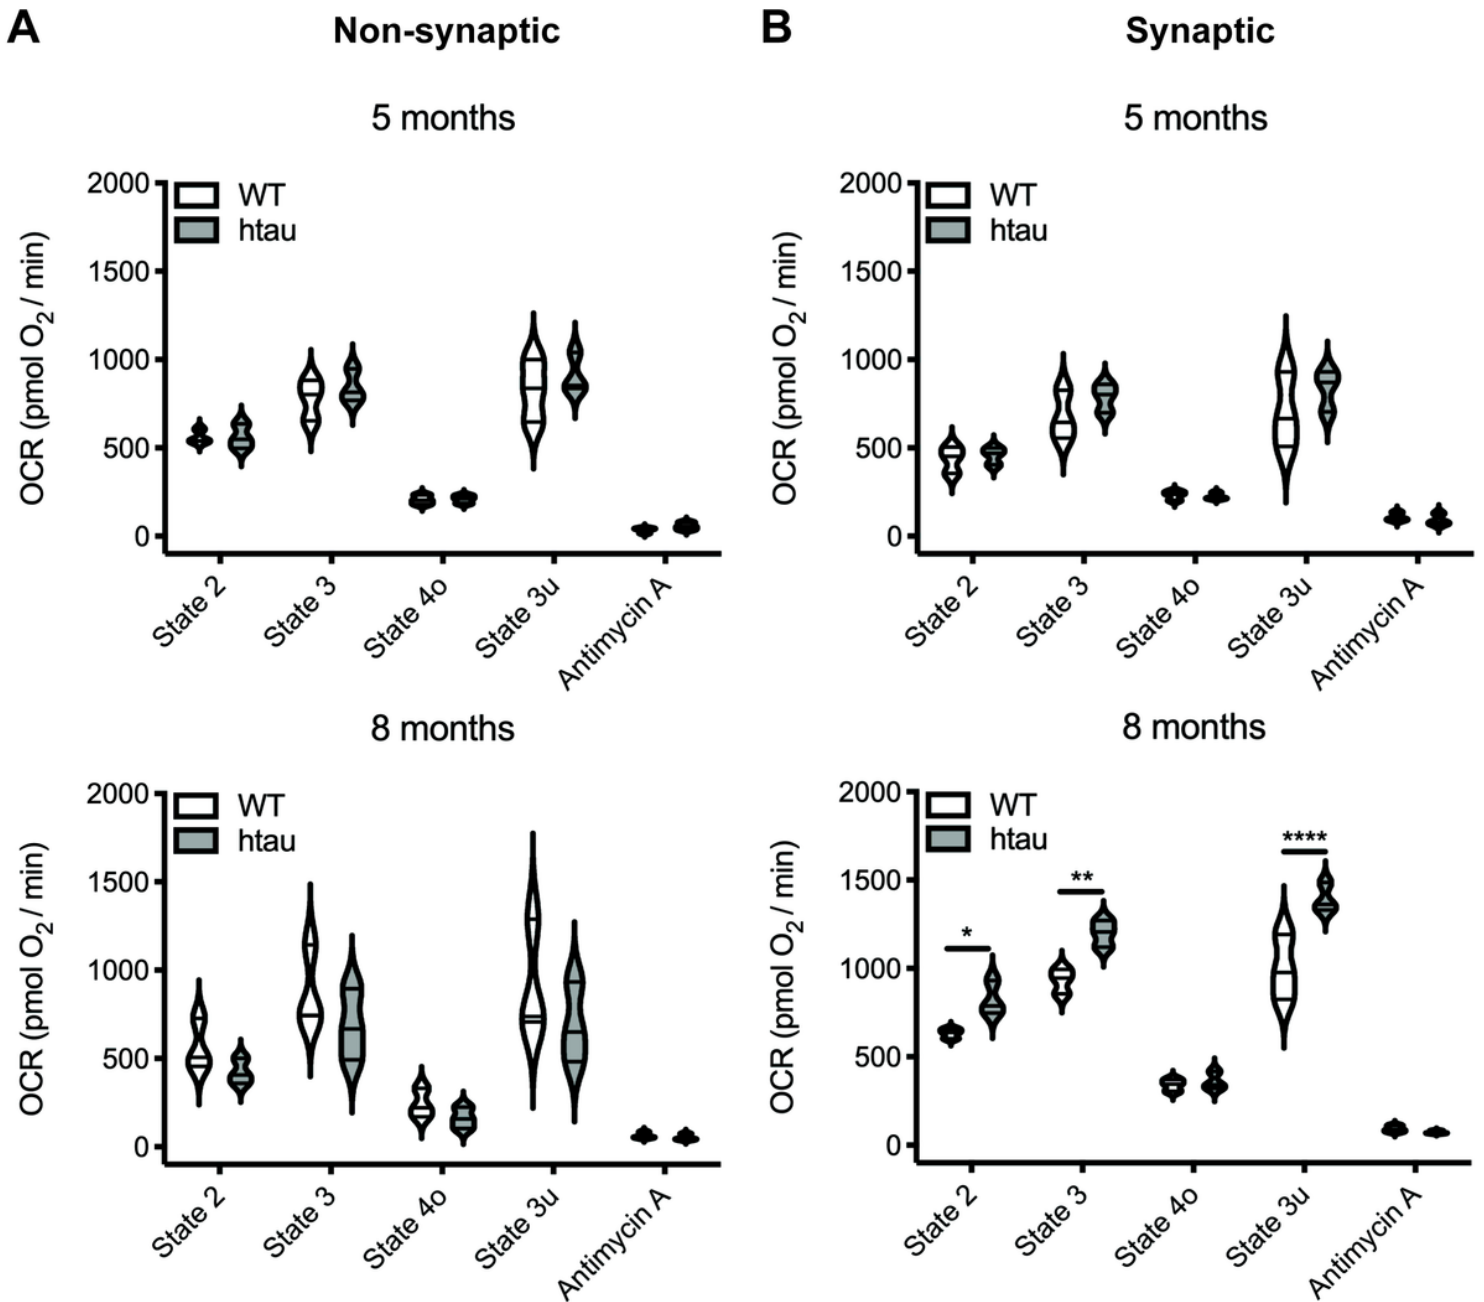 A
Non-synaptic
5 months
2000
1500
1000
500
0
OCR (pmol O2 / min)
WT
htau
State 2
State 3
State 4o
State 3u
Antimycin A
8 months
2000
1500
1000
500
0
OCR (pmol O2 / min)
WT
htau
State 2
State 3
State 4o
State 3u
Antimycin A
B
Synaptic
5 months
2000
1500
1000
500
0
OCR (pmol O2 / min)
WT
htau
State 2
State 3
State 4o
State 3u
Antimycin A
8 months
2000
1500
1000
500
0
OCR (pmol O2 / min)
WT
htau
*
**
****
State 2
State 3
State 4o
State 3u
Antimycin A